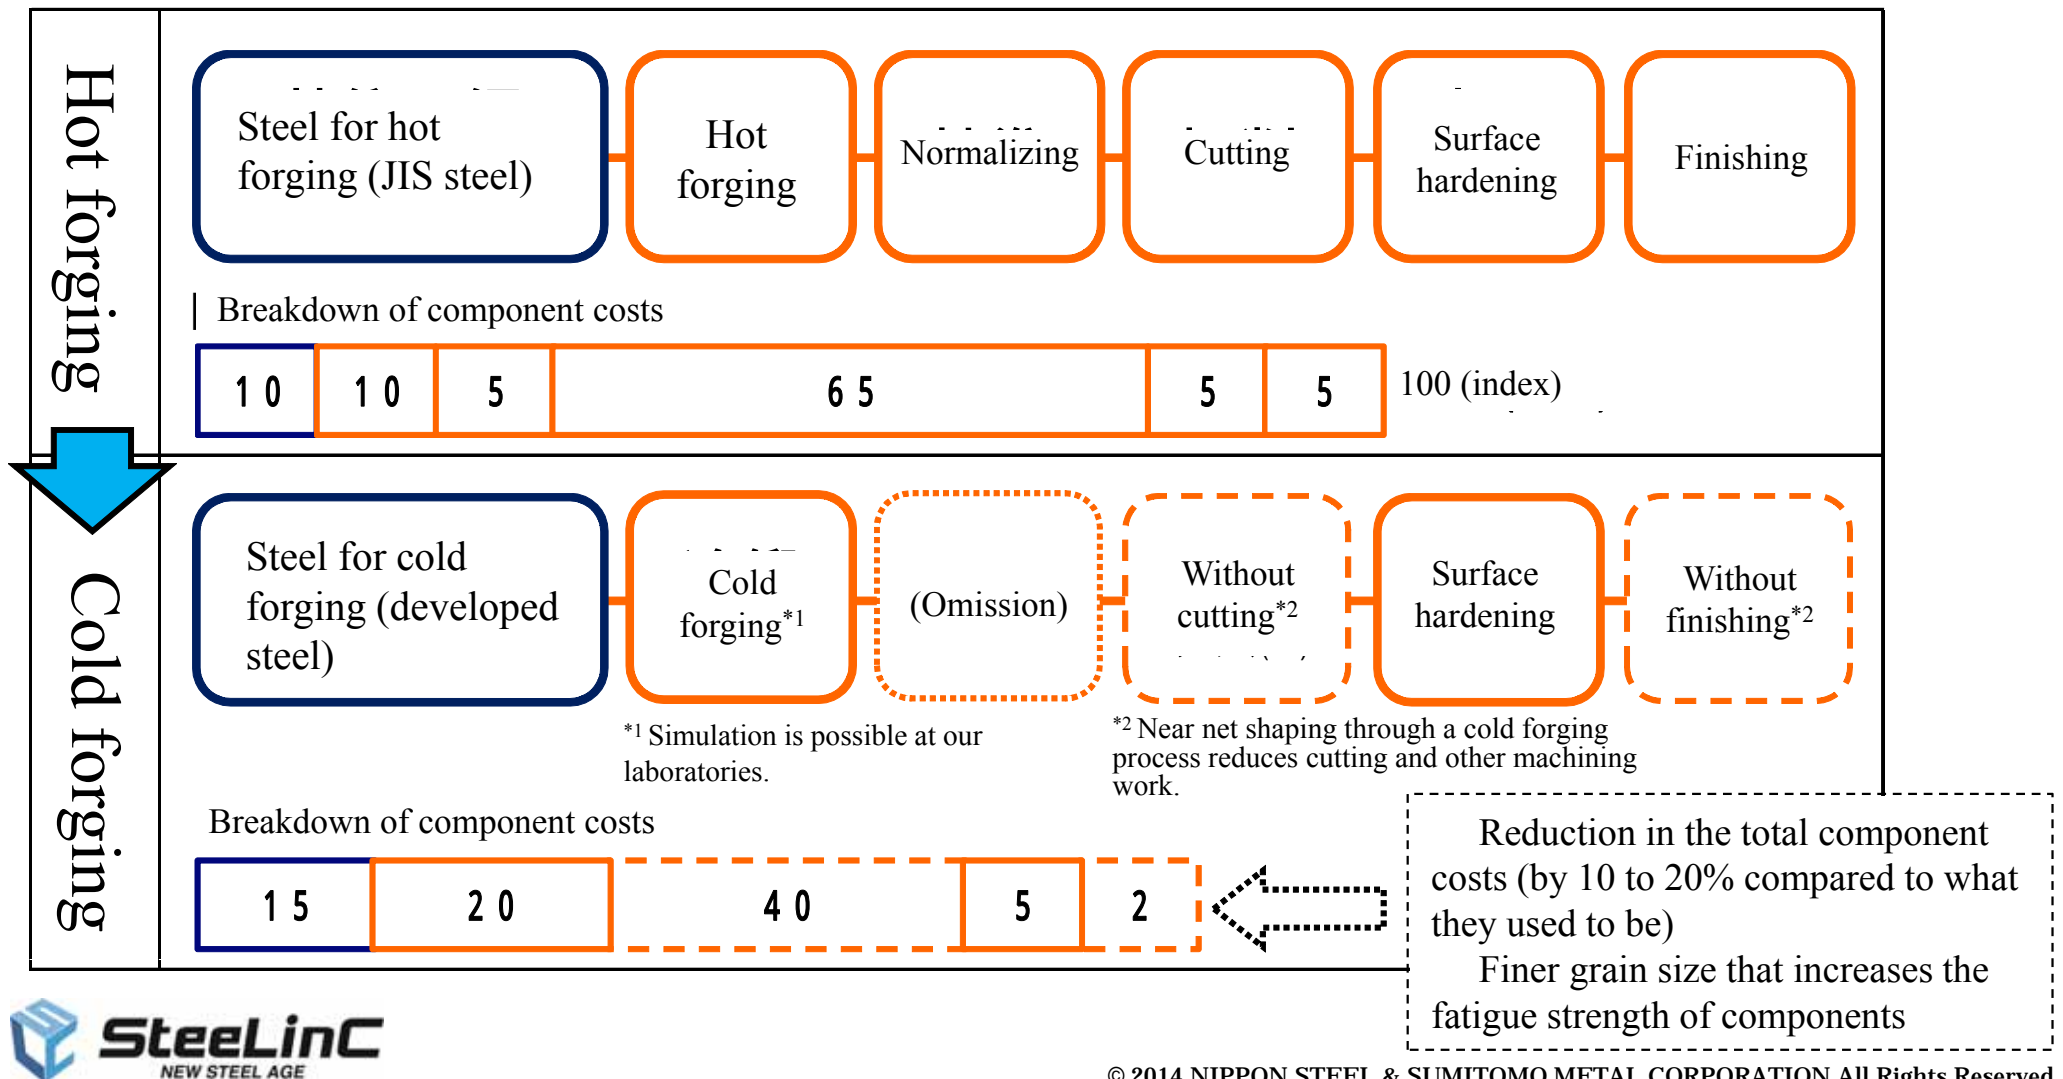 Hot forging
Steel for hot
forging (JIS steel)
Hot
forging
Normalizing
Cutting
Surface
hardening
Finishing
Breakdown of component costs
10
10
5
65
5
5
100 (index)
Cold forging
Steel for cold
forging (developed
steel)
Cold
forging*1
(Omission)
Without
cutting*2
Surface
hardening
Without
finishing*2
*1 Simulation is possible at our
laboratories.
*2 Near net shaping through a cold forging
process reduces cutting and other machining
work.
Breakdown of component costs
15
20
40
5
2
Reduction in the total component
costs (by 10 to 20% compared to what
they used to be)
Finer grain size that increases the
fatigue strength of components
SteeLinC
NEW STEEL AGE
© 2014 NIPPON STEEL & SUMITOMO METAL CORPORATION All Rights Reserved